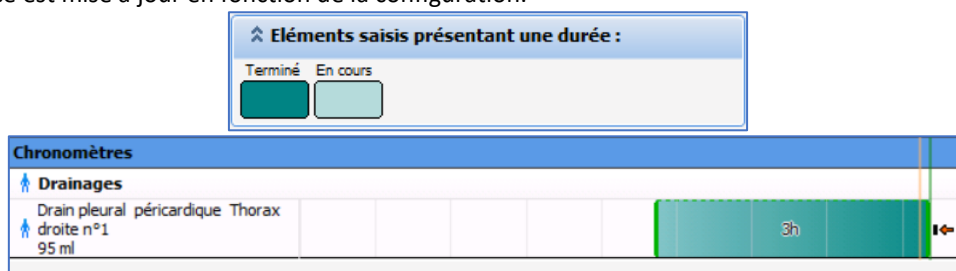 se est mise à jour en fonction de la configuration.
Eléments saisis présentant une durée :
Terminé En cours
Chronomètres
Drainages
Drain pleural péricardique Thorax
droite n°1
95 ml
3h